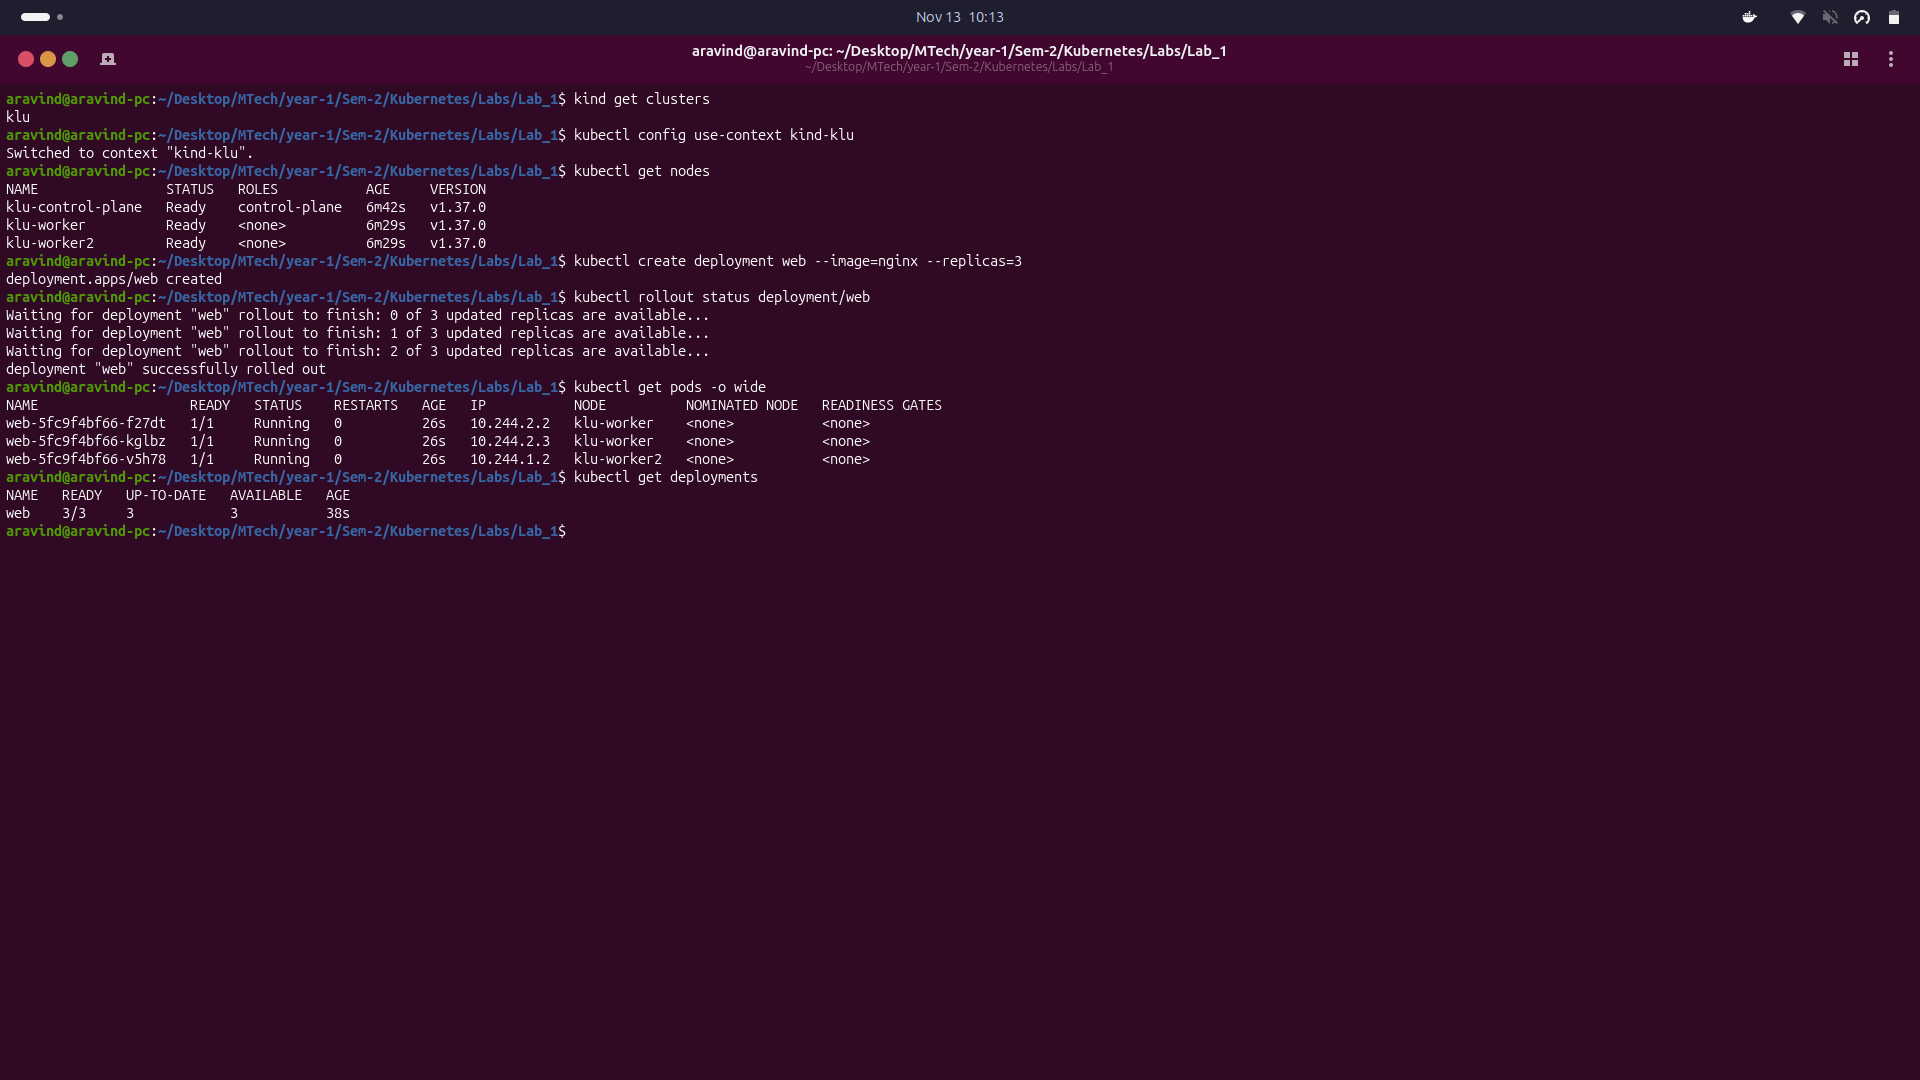 Nov 13 10:13
aravind@aravind-pc: ~/Desktop/MTech/year-1/Sem-2/Kubernetes/Labs/Lab_1
~/Desktop/MTech/year-1/Sem-2/Kubernetes/Labs/Lab_1
aravind@aravind-pc:~/Desktop/MTech/year-1/Sem-2/Kubernetes/Labs/Lab_1$ kind get clusters
klu
aravind@aravind-pc:~/Desktop/MTech/year-1/Sem-2/Kubernetes/Labs/Lab_1$ kubectl config use-context kind-klu
Switched to context "kind-klu".
aravind@aravind-pc:~/Desktop/MTech/year-1/Sem-2/Kubernetes/Labs/Lab_1$ kubectl get nodes
NAME                STATUS   ROLES           AGE     VERSION
klu-control-plane   Ready    control-plane   6m42s   v1.37.0
klu-worker          Ready    <none>          6m29s   v1.37.0
klu-worker2         Ready    <none>          6m29s   v1.37.0
aravind@aravind-pc:~/Desktop/MTech/year-1/Sem-2/Kubernetes/Labs/Lab_1$ kubectl create deployment web --image=nginx --replicas=3
deployment.apps/web created
aravind@aravind-pc:~/Desktop/MTech/year-1/Sem-2/Kubernetes/Labs/Lab_1$ kubectl rollout status deployment/web
Waiting for deployment "web" rollout to finish: 0 of 3 updated replicas are available...
Waiting for deployment "web" rollout to finish: 1 of 3 updated replicas are available...
Waiting for deployment "web" rollout to finish: 2 of 3 updated replicas are available...
deployment "web" successfully rolled out
aravind@aravind-pc:~/Desktop/MTech/year-1/Sem-2/Kubernetes/Labs/Lab_1$ kubectl get pods -o wide
NAME                   READY   STATUS    RESTARTS   AGE   IP           NODE          NOMINATED NODE   READINESS GATES
web-5fc9f4bf66-f27dt   1/1     Running   0          26s   10.244.2.2   klu-worker    <none>           <none>
web-5fc9f4bf66-kglbz   1/1     Running   0          26s   10.244.2.3   klu-worker    <none>           <none>
web-5fc9f4bf66-v5h78   1/1     Running   0          26s   10.244.1.2   klu-worker2   <none>           <none>
aravind@aravind-pc:~/Desktop/MTech/year-1/Sem-2/Kubernetes/Labs/Lab_1$ kubectl get deployments
NAME   READY   UP-TO-DATE   AVAILABLE   AGE
web    3/3     3            3           38s
aravind@aravind-pc:~/Desktop/MTech/year-1/Sem-2/Kubernetes/Labs/Lab_1$